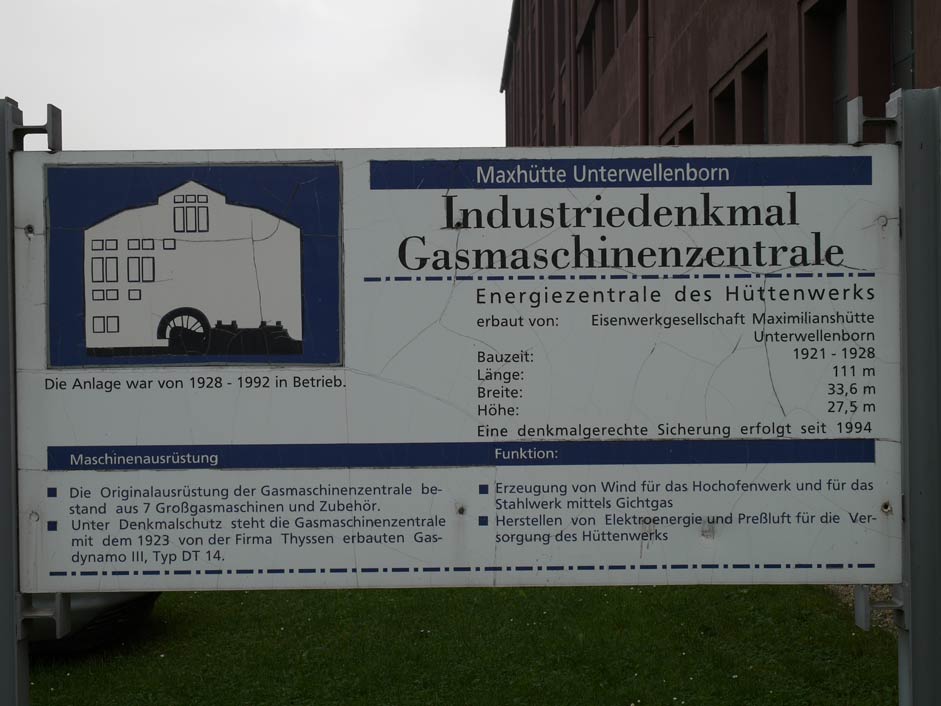 Maxhütte Unterwellenborn
Industriedenkmal
Gasmaschinenzentrale
Energiezentrale des Hüttenwerks
erbaut von: Eisenwerkgesellschaft Maximilianshütte
Unterwellenborn
Bauzeit: 1921 - 1928
Länge: 111 m
Breite: 33,6 m
Höhe: 27,5 m
Eine denkmalgerechte Sicherung erfolgt seit 1994
Die Anlage war von 1928 - 1992 in Betrieb.
Maschinenausrüstung
Die Originalausrüstung der Gasmaschinenzentrale be-
stand aus 7 Großgasmaschinen und Zubehör.
Unter Denkmalschutz steht die Gasmaschinenzentrale
mit dem 1923 von der Firma Thyssen erbauten Gas-
dynamo III, Typ DT 14.
Funktion:
Erzeugung von Wind für das Hochofenwerk und für das
Stahlwerk mittels Gichtgas
Herstellen von Elektroenergie und Preßluft für die Ver-
sorgung des Hüttenwerks